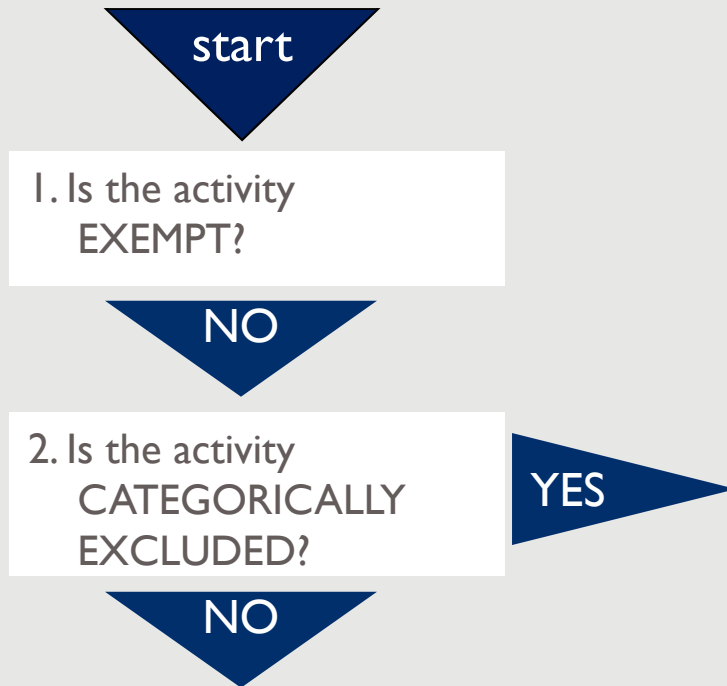 start
1. Is the activity
EXEMPT?
NO
2. Is the activity
CATEGORICALLY
EXCLUDED?
YES
NO